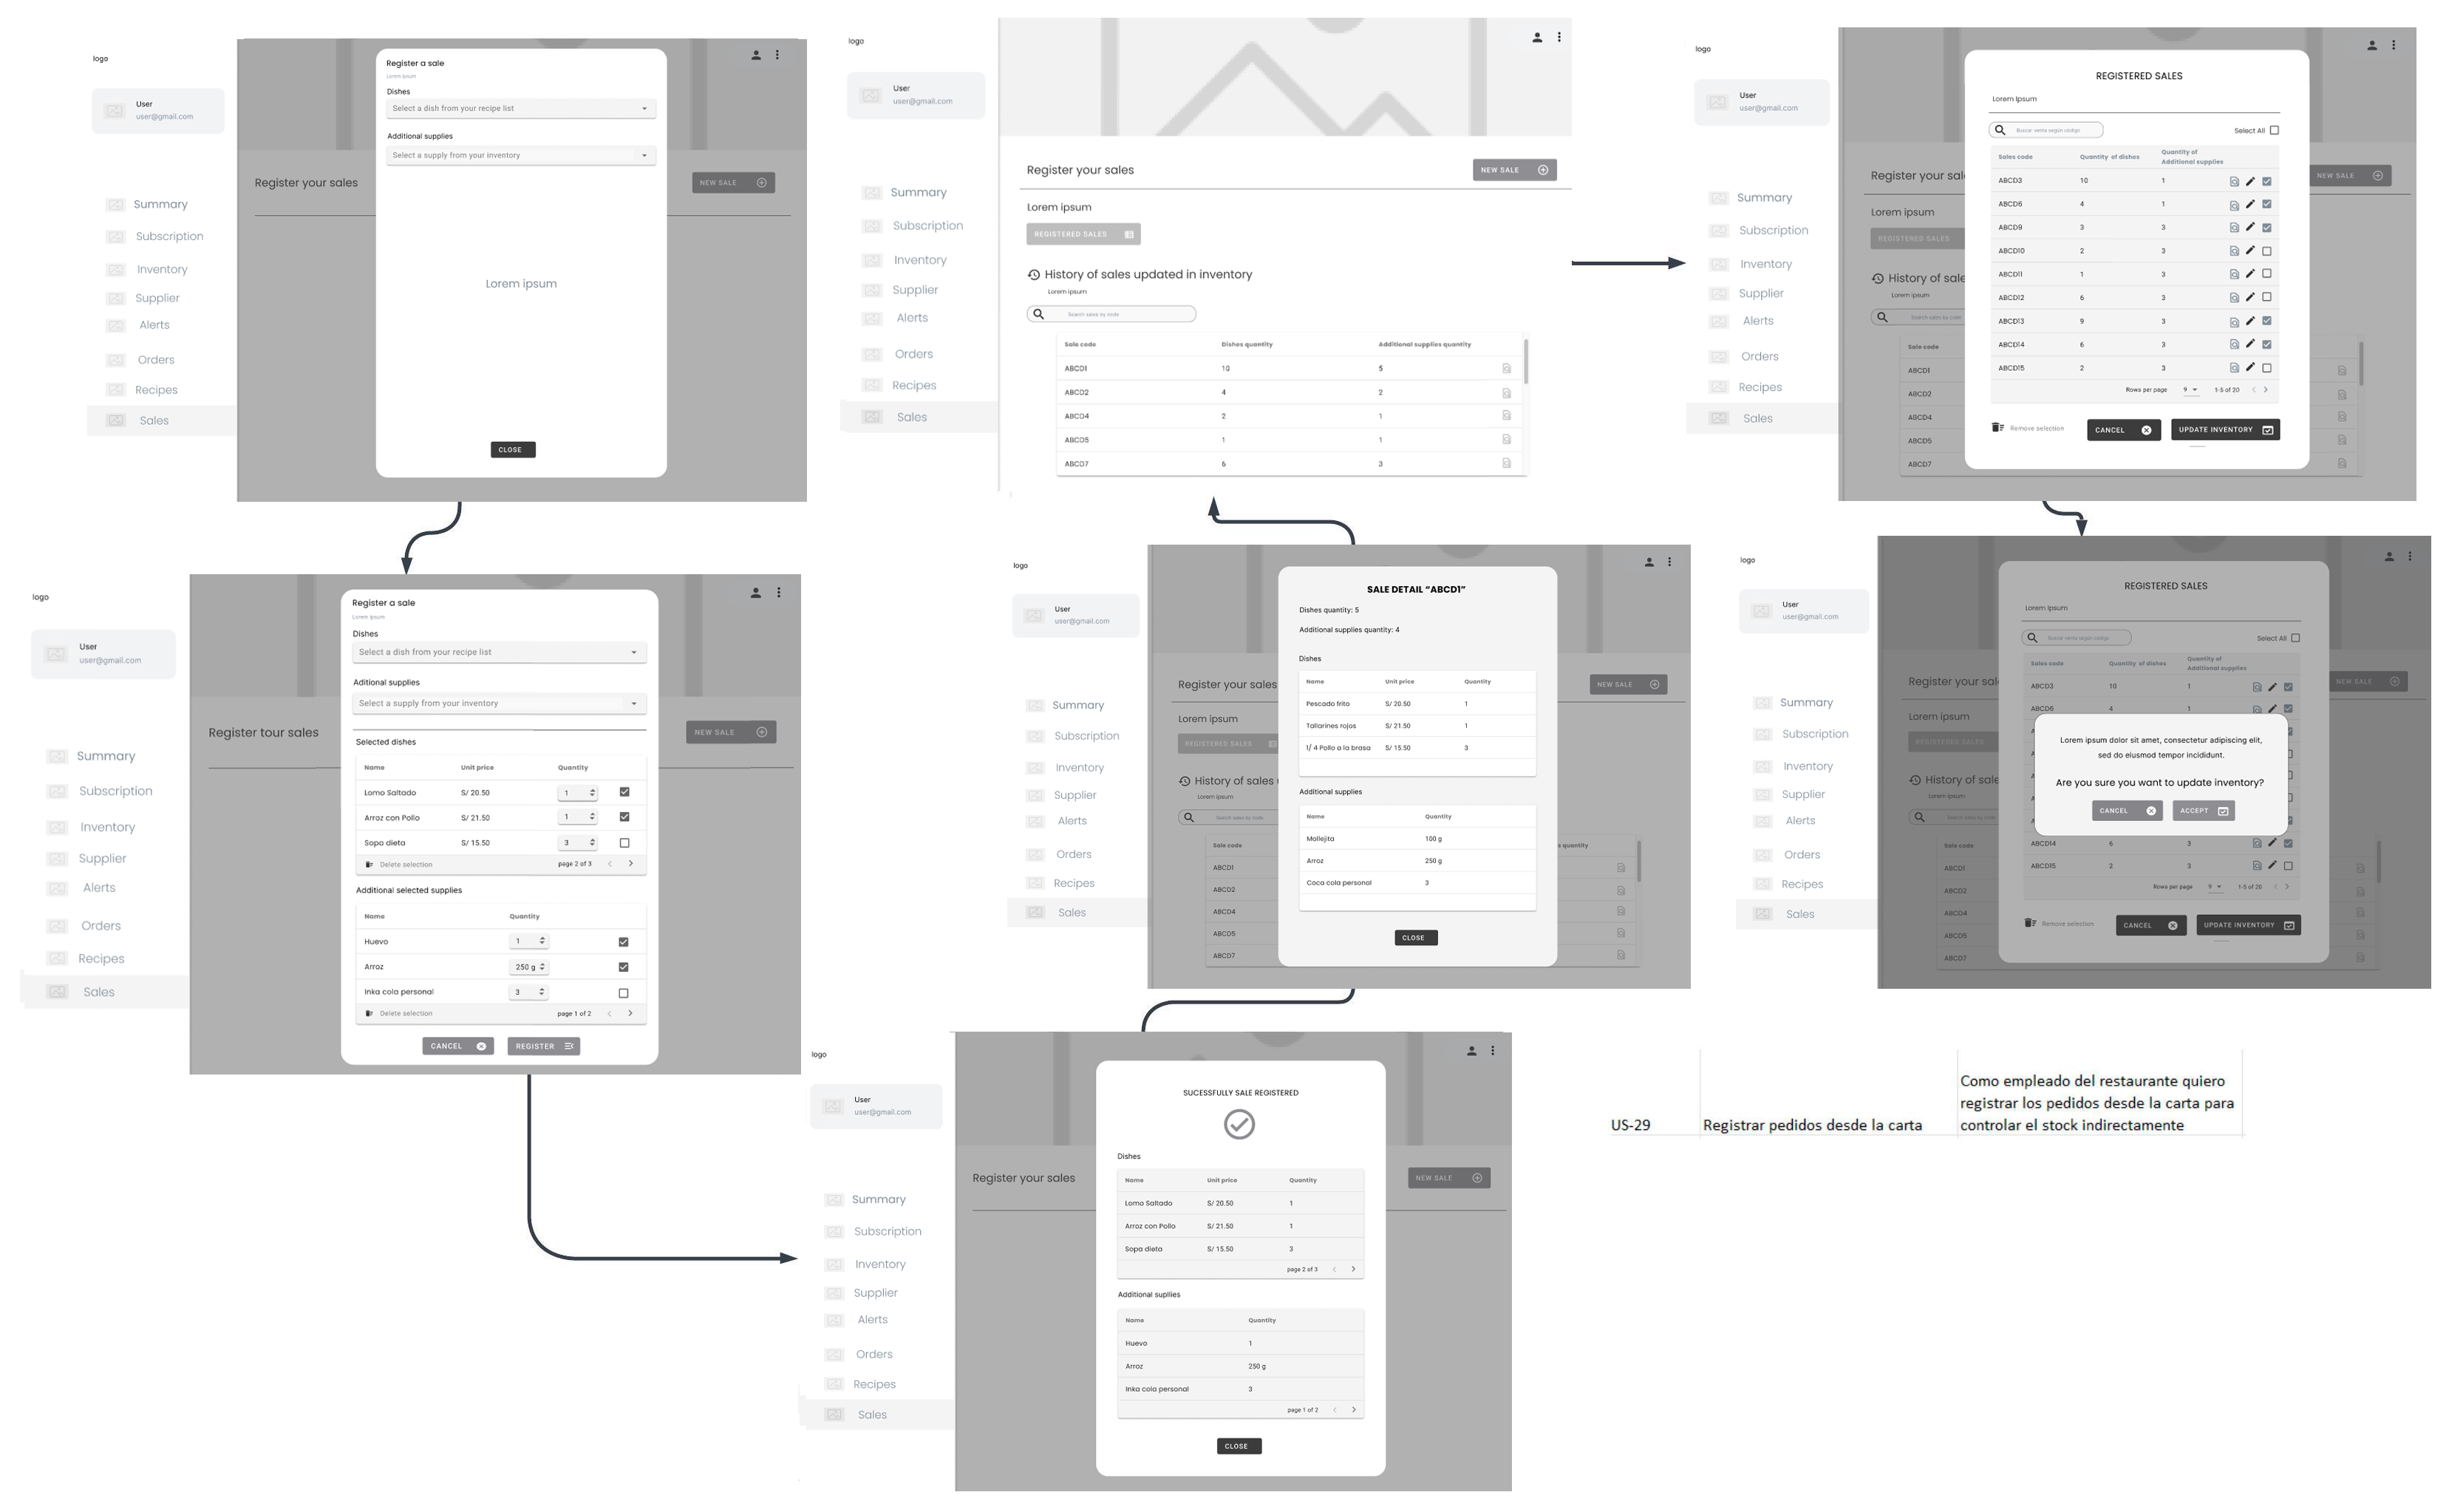 logo
User
user@gmail.com
Summary
Subscription
Inventory
Supplier
Alerts
Orders
Recipes
Sales
Register your sales
NEW SALE
Register a sale
Lorem ipsum
Dishes
Select a dish from your recipe list
Additional supplies
Select a supply from your inventory
Lorem ipsum
CLOSE
logo
User
user@gmail.com
Summary
Subscription
Inventory
Supplier
Alerts
Orders
Recipes
Sales
Register your sales
NEW SALE
Lorem ipsum
REGISTERED SALES
History of sales updated in inventory
Lorem ipsum
Search sales by code
Sale code Dishes quantity Additional supplies quantity
ABCD1 10 5
ABCD2 4 2
ABCD4 2 1
ABCD5 1 1
ABCD7 6 3
logo
User
user@gmail.com
Summary
Subscription
Inventory
Supplier
Alerts
Orders
Recipes
Sales
Register your sal
NEW SALE
Lorem ipsum
REGISTERED SALES
History of sale
Lorem ipsum
Search sales by code
Sale code
ABCD1
ABCD2
ABCD4
ABCD5
ABCD7
REGISTERED SALES
Lorem Ipsum
Buscar venta según código
Select All
Sales code Quantity of dishes Quantity of
Additional supplies
ABCD3 10 1
ABCD6 4 1
ABCD9 3 3
ABCD10 2 3
ABCD11 1 3
ABCD12 6 3
ABCD13 9 3
ABCD14 6 3
ABCD15 2 3
Rows per page 9 1-5 of 20
Remove selection
CANCEL
UPDATE INVENTORY
logo
User
user@gmail.com
Summary
Subscription
Inventory
Supplier
Alerts
Orders
Recipes
Sales
Register tour sales
NEW SALE
Register a sale
Lorem ipsum
Dishes
Select a dish from your recipe list
Aditional supplies
Select a supply from your inventory
Selected dishes
Name Unit price Quantity
Lomo Saltado S/ 20.50 1
Arroz con Pollo S/ 21.50 1
Sopa dieta S/ 15.50 3
Delete selection page 2 of 3
Additional selected supplies
Name Quantity
Huevo 1
Arroz 250 g
Inka cola personal 3
Delete selection page 1 of 2
CANCEL
REGISTER
logo
User
user@gmail.com
Summary
Subscription
Inventory
Supplier
Alerts
Orders
Recipes
Sales
Register your sales
NEW SALE
Lorem ipsum
REGISTERED SALES
History of sales
Lorem ipsum
Search sales by code
Sale code
s quantity
ABCD1
ABCD2
ABCD4
ABCD5
ABCD7
SALE DETAIL “ABCD1”
Dishes quantity: 5
Additional supplies quantity: 4
Dishes
Name Unit price Quantity
Pescado frito S/ 20.50 1
Tallarines rojos S/ 21.50 1
1/ 4 Pollo a la brasa S/ 15.50 3
Additional supplies
Name Quantity
Mollejita 100 g
Arroz 250 g
Coca cola personal 3
CLOSE
logo
User
user@gmail.com
Summary
Subscription
Inventory
Supplier
Alerts
Orders
Recipes
Sales
Register your sal
NEW SALE
Lorem ipsum
REGISTERED SALES
History of sale
Lorem ipsum
Search sales by code
Sale code
ABCD1
ABCD2
ABCD4
ABCD5
ABCD7
REGISTERED SALES
Lorem Ipsum
Buscar venta según código
Select All
Sales code Quantity of dishes Quantity of
Additional supplies
ABCD3 10 1
ABCD6 4 1
Lorem ipsum dolor sit amet, consectetur adipiscing elit,
sed do eiusmod tempor incididunt.
Are you sure you want to update inventory?
CANCEL
ACCEPT
ABCD14 6 3
ABCD15 2 3
Rows per page 9 1-5 of 20
Remove selection
CANCEL
UPDATE INVENTORY
logo
User
user@gmail.com
Summary
Subscription
Inventory
Supplier
Alerts
Orders
Recipes
Sales
Register your sales
NEW SALE
SUCESSFULLY SALE REGISTERED
Dishes
Name Unit price Quantity
Lomo Saltado S/ 20.50 1
Arroz con Pollo S/ 21.50 1
Sopa dieta S/ 15.50 3
page 2 of 3
Additional supllies
Name Quantity
Huevo 1
Arroz 250 g
Inka cola personal 3
page 1 of 2
CLOSE
US-29
Registrar pedidos desde la carta
Como empleado del restaurante quiero
registrar los pedidos desde la carta para
controlar el stock indirectamente